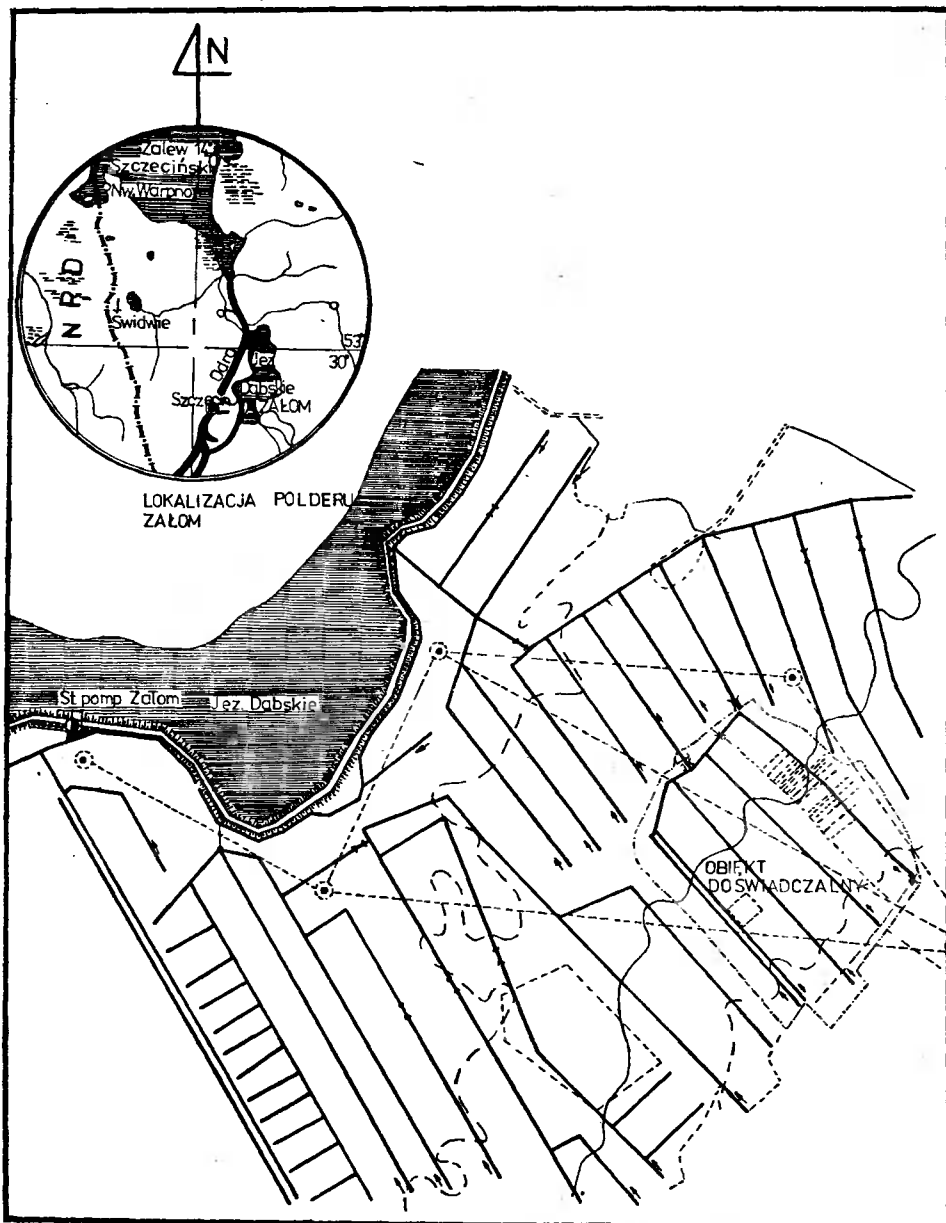 N
Zalew 14°
Szczeciński
Nw. Warpno
N R D
Świdwie
Odra
53°
30'
Jez.
Dąbskie
Szczecin
ZAŁOM
LOKALIZACJA POLDERU
ZAŁOM
St pomp Załom
Jez. Dąbskie
OBIEKT
DOŚWIADCZALNY